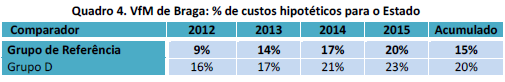 Quadro 4. VfM de Braga: % de custos hipotéticos para o Estado
Comparador 2012 2013 2014 2015 Acumulado
Grupo de Referência 9% 14% 17% 20% 15%
Grupo D 16% 17% 21% 23% 20%